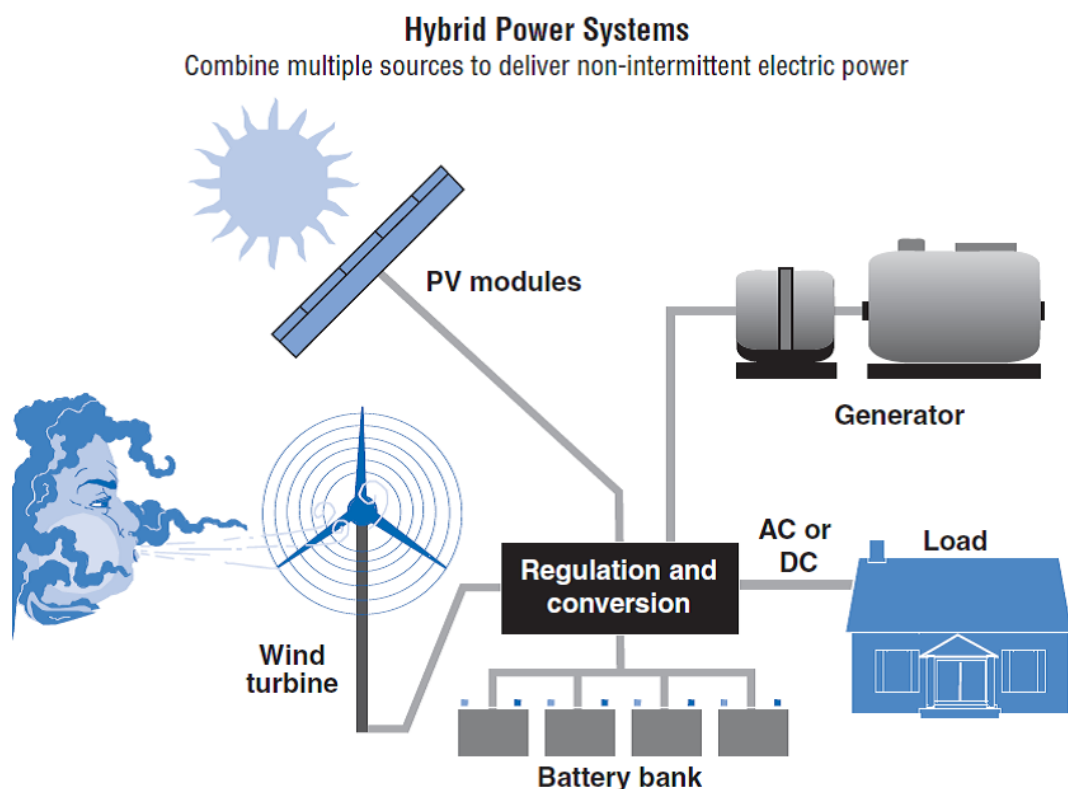 Hybrid Power Systems
Combine multiple sources to deliver non-intermittent electric power
PV modules
Generator
AC or
DC
Load
Regulation and
conversion
Wind
turbine
Battery bank